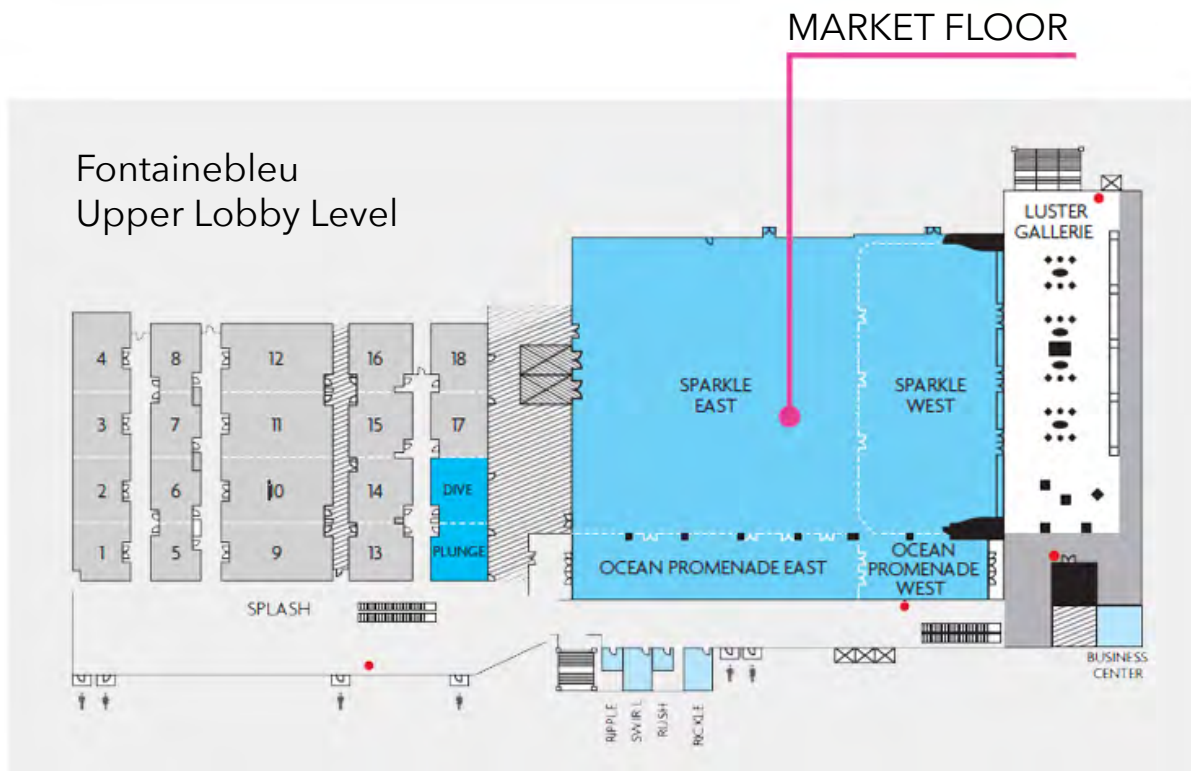 MARKET FLOOR
Fontainebleu
Upper Lobby Level
LUSTER
GALLERIE
4
8
12
16
18
SPARKLE
EAST
SPARKLE
WEST
3
7
11
15
17
2
6
10
14
DIVE
1
5
9
13
PLUNGE
OCEAN PROMENADE EAST
OCEAN
PROMENADE
WEST
SPLASH
BUSINESS
CENTER
RIPPLE
SWIRL
RUSH
RICKLE